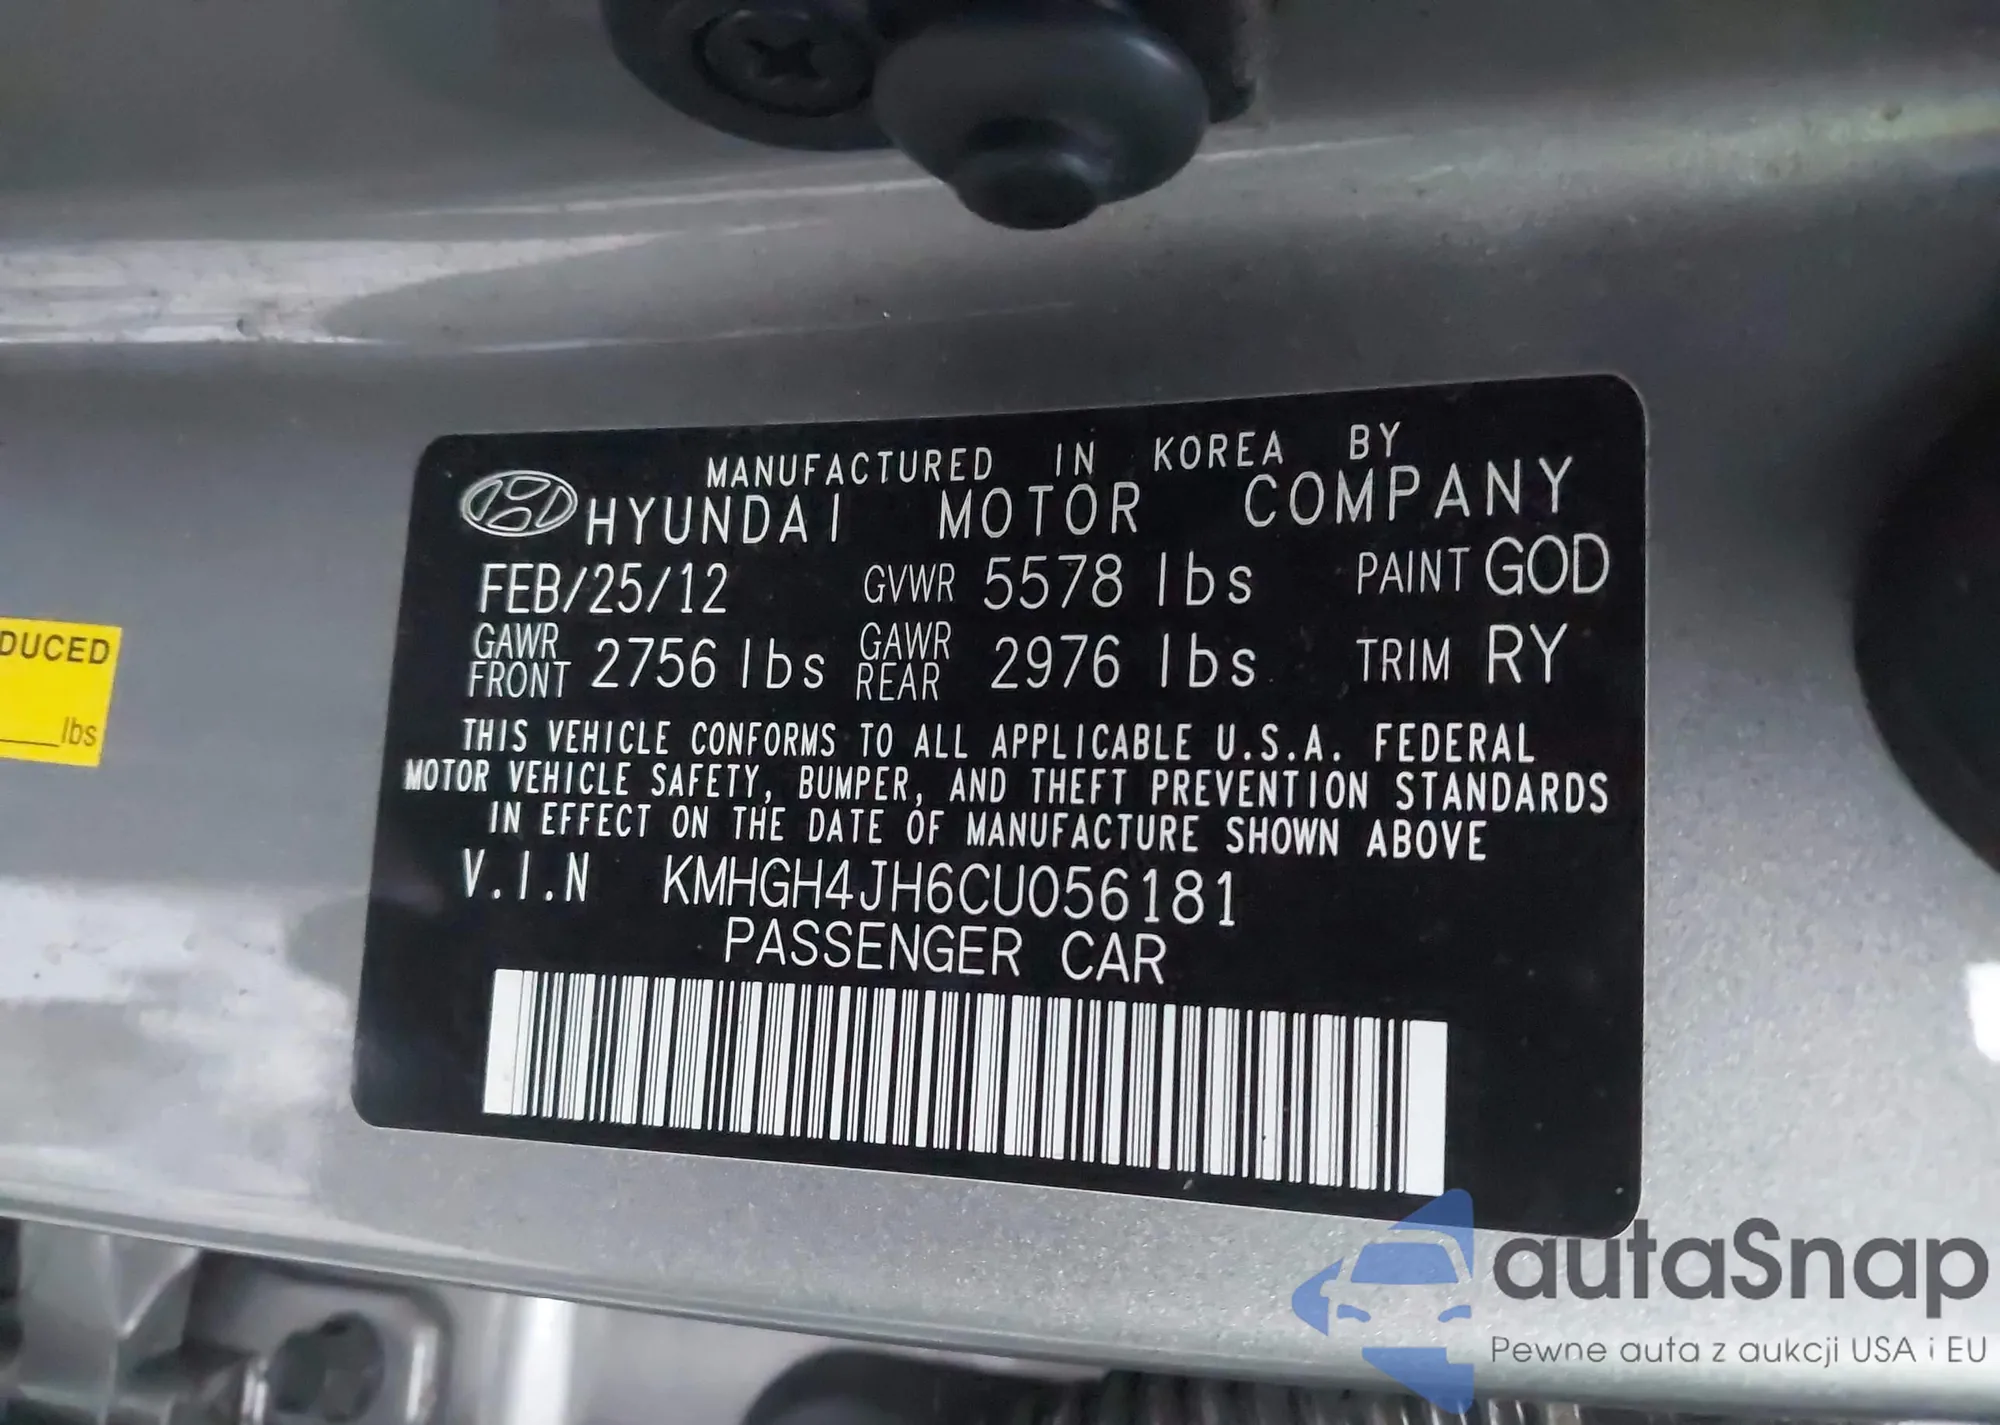 MANUFACTURED IN KOREA BY
HYUNDAI MOTOR COMPANY
FEB/25/12 GVWR 5578 lbs PAINT GOD
GAWR FRONT 2756 lbs GAWR REAR 2976 lbs TRIM RY
THIS VEHICLE CONFORMS TO ALL APPLICABLE U.S.A. FEDERAL
MOTOR VEHICLE SAFETY, BUMPER, AND THEFT PREVENTION STANDARDS
IN EFFECT ON THE DATE OF MANUFACTURE SHOWN ABOVE
V.I.N KMHGH4JH6CU056181
PASSENGER CAR
DUCED
lbs
autaSnap
Pewne auta z aukcji USA i EU